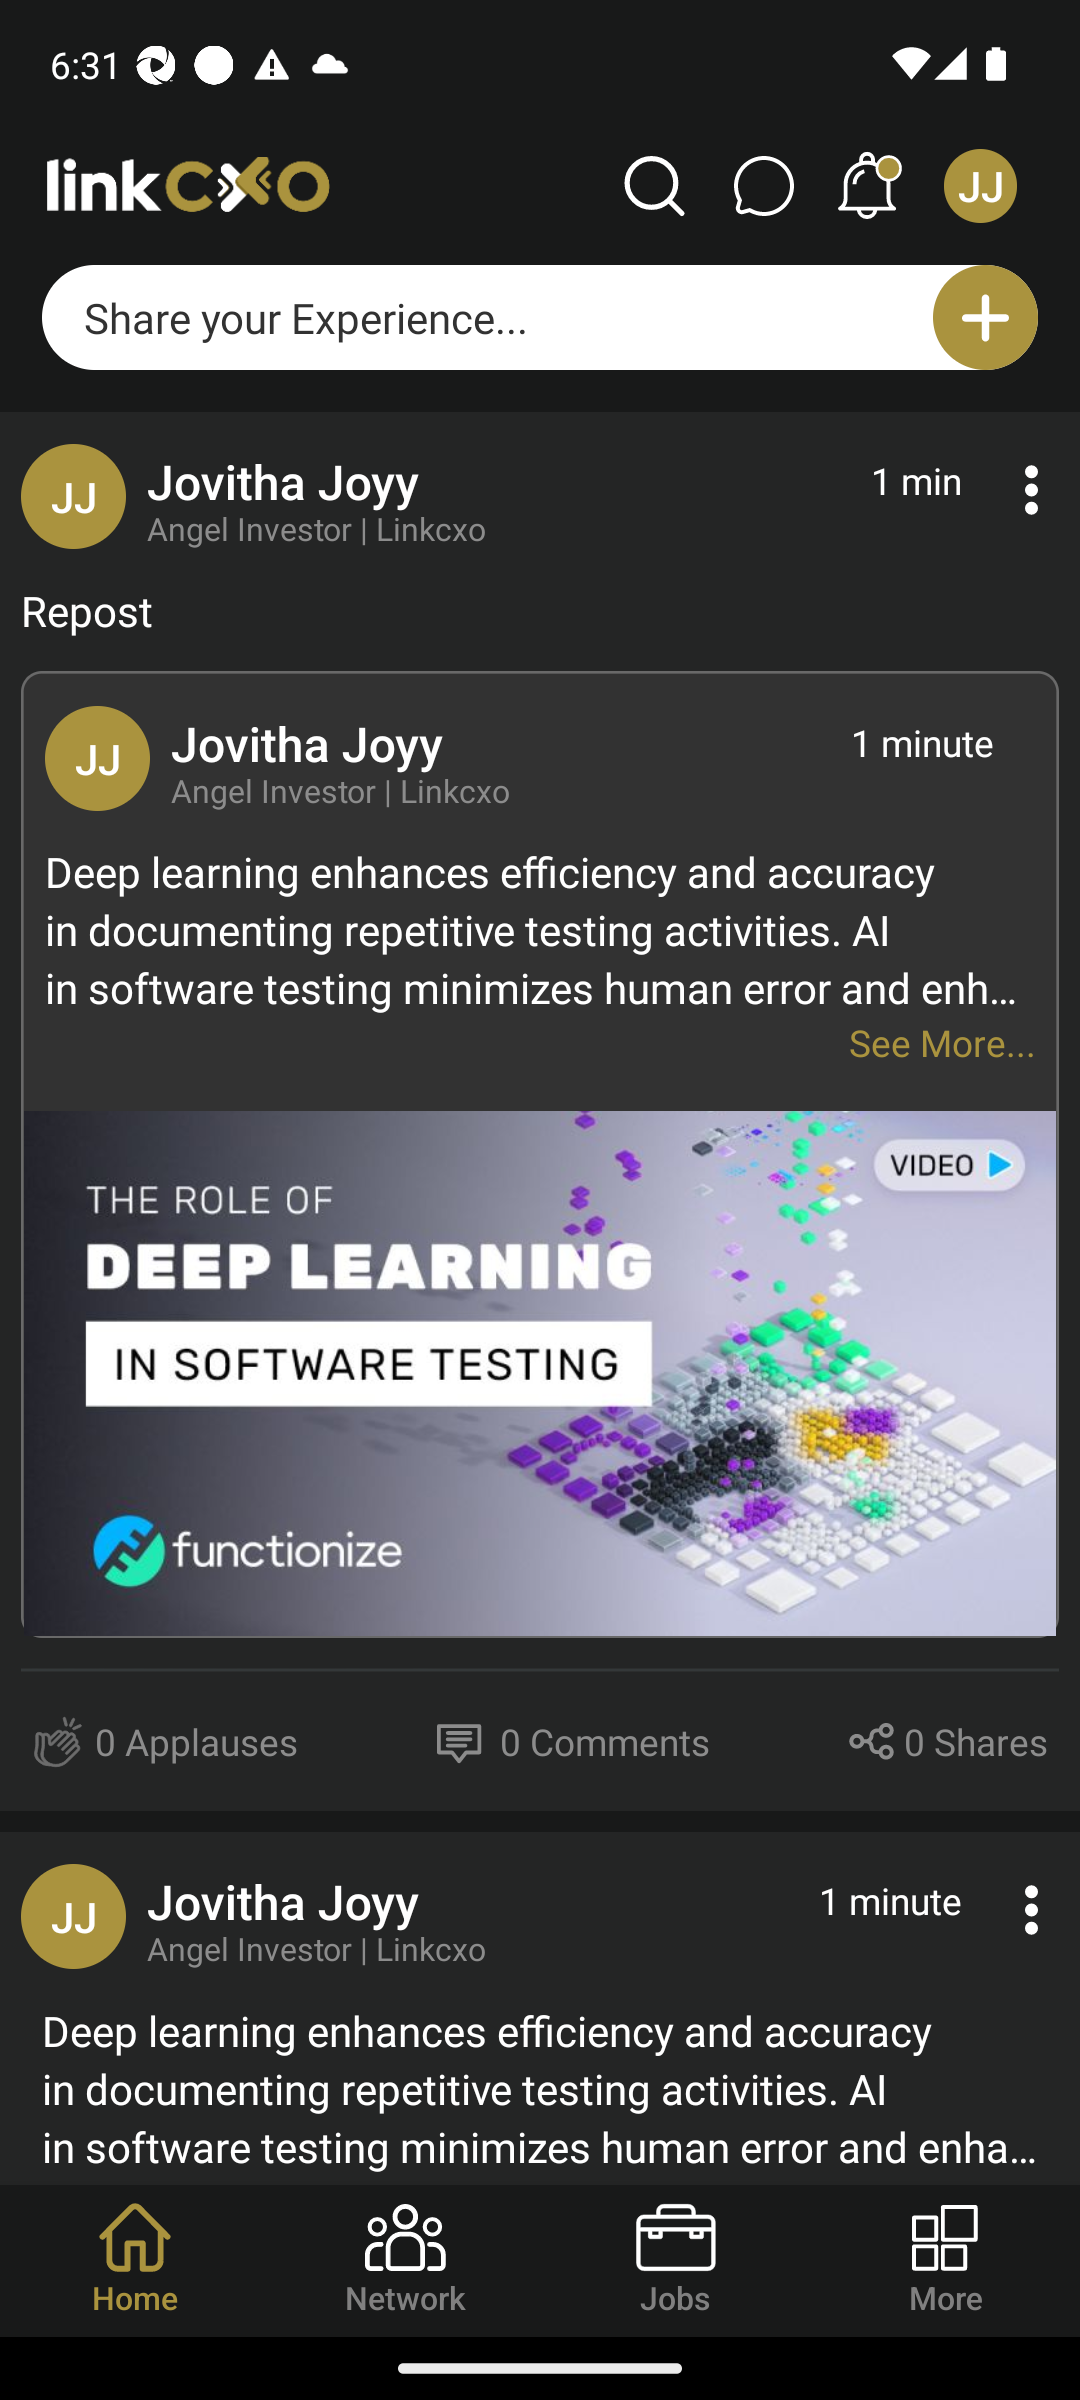 6:31
linkcxo
JJ
Share your Experience...
JJ
Jovitha Joyy
1 min
Angel Investor | Linkcxo
Repost
JJ
Jovitha Joyy
1 minute
Angel Investor | Linkcxo
Deep learning enhances efficiency and accuracy
in documenting repetitive testing activities. AI
in software testing minimizes human error and enh...
See More...
VIDEO
THE ROLE OF
DEEP LEARNING
IN SOFTWARE TESTING
functionize
0 Applauses
0 Comments
0 Shares
JJ
Jovitha Joyy
1 minute
Angel Investor | Linkcxo
Deep learning enhances efficiency and accuracy
in documenting repetitive testing activities. AI
in software testing minimizes human error and enha...
Home
Network
Jobs
More